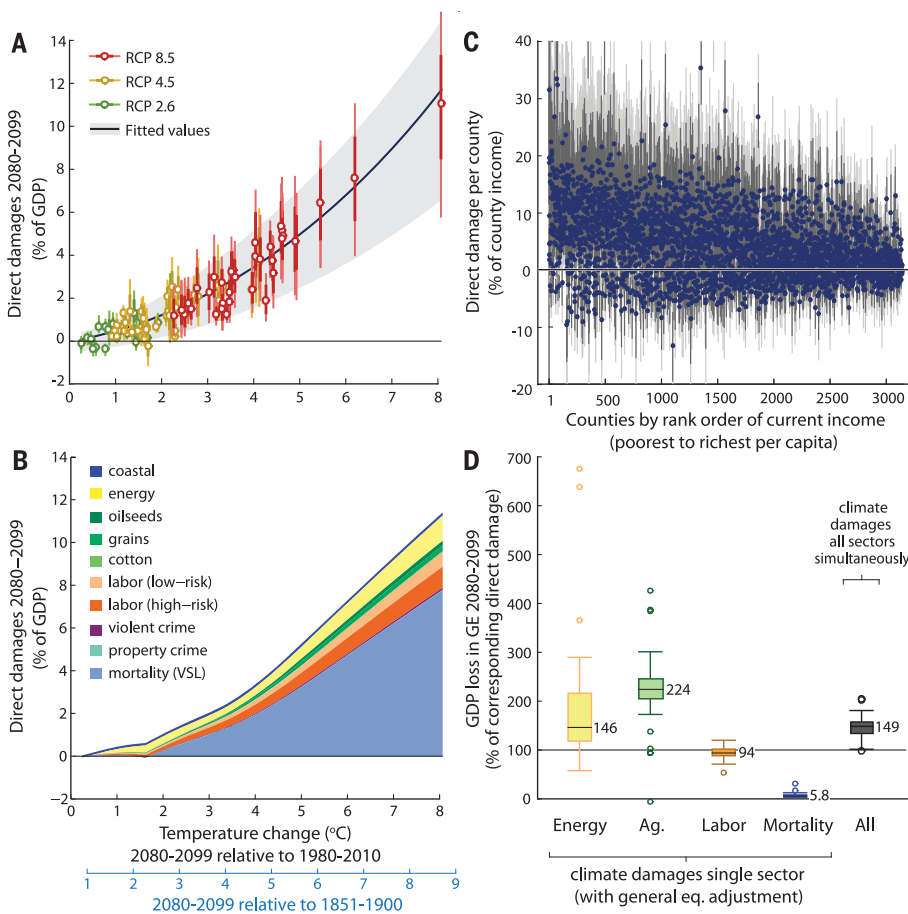 A
14
12
10
8
6
4
2
0
-2
Direct damages 2080-2099
(% of GDP)
RCP 8.5
RCP 4.5
RCP 2.6
Fitted values
0 1 2 3 4 5 6 7 8
B
14
12
10
8
6
4
2
0
−2
Direct damages 2080−2099
(% of GDP)
coastal
energy
oilseeds
grains
cotton
labor (low−risk)
labor (high−risk)
violent crime
property crime
mortality (VSL)
0 1 2 3 4 5 6 7 8
Temperature change (°C)
2080-2099 relative to 1980-2010
1 2 3 4 5 6 7 8 9
2080-2099 relative to 1851-1900
C
40
30
20
10
0
-10
-20
Direct damage per county
(% of county income)
1 500 1000 1500 2000 2500 3000
Counties by rank order of current income
(poorest to richest per capita)
D
700
600
500
400
300
200
100
0
GDP loss in GE 2080-2099
(% of corresponding direct damage)
climate
damages
all sectors
simultaneously
146
224
94
5.8
149
Energy Ag. Labor Mortality All
climate damages single sector
(with general eq. adjustment)